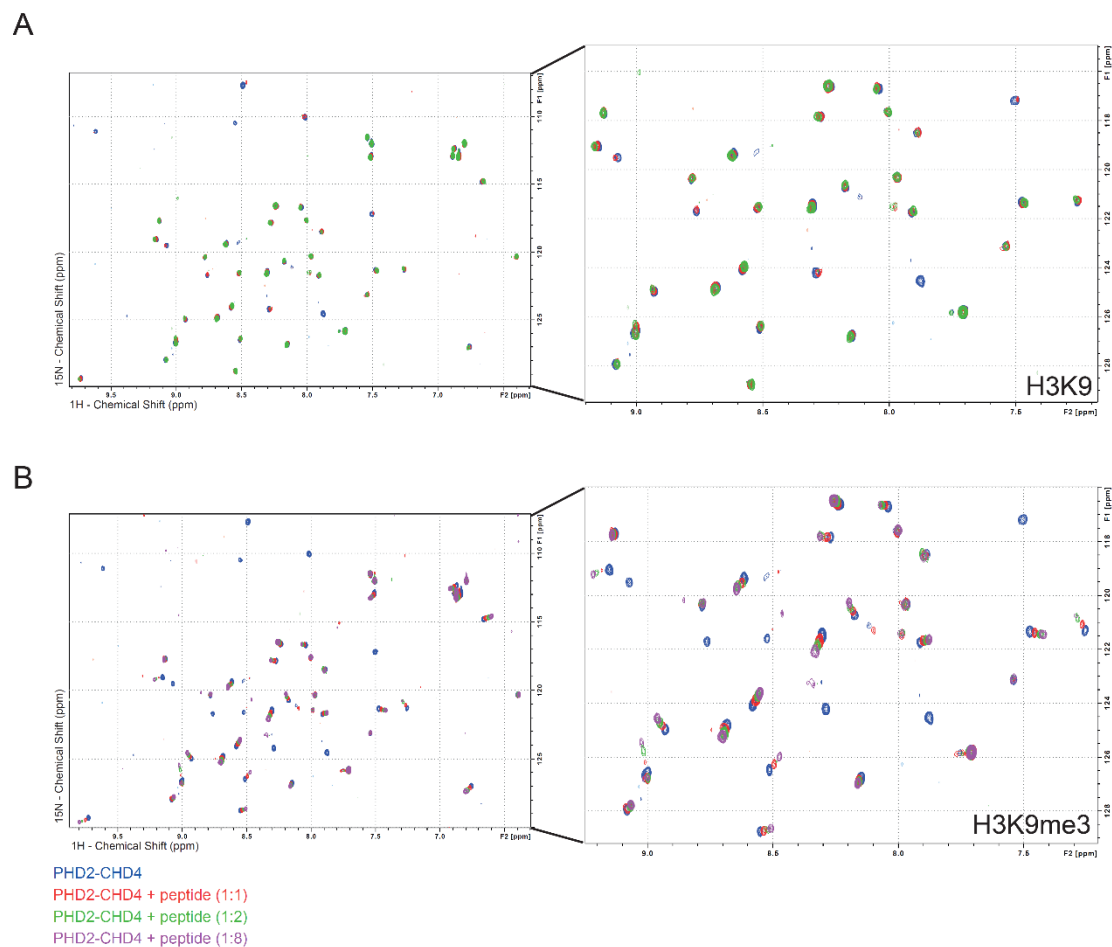 A
F1 [ppm]
110
115
120
125
15N - Chemical Shift (ppm)
9.5 9.0 8.5 8.0 7.5 7.0 F2 [ppm]
1H - Chemical Shift (ppm)
F1 [ppm]
118
120
122
124
126
128
H3K9
9.0 8.5 8.0 7.5 F2 [ppm]
B
F1 [ppm]
110
115
120
125
15N - Chemical Shift (ppm)
9.5 9.0 8.5 8.0 7.5 7.0 F2 [ppm]
1H - Chemical Shift (ppm)
F1 [ppm]
118
120
122
124
126
128
H3K9me3
9.0 8.5 8.0 7.5 F2 [ppm]
PHD2-CHD4
PHD2-CHD4 + peptide (1:1)
PHD2-CHD4 + peptide (1:2)
PHD2-CHD4 + peptide (1:8)